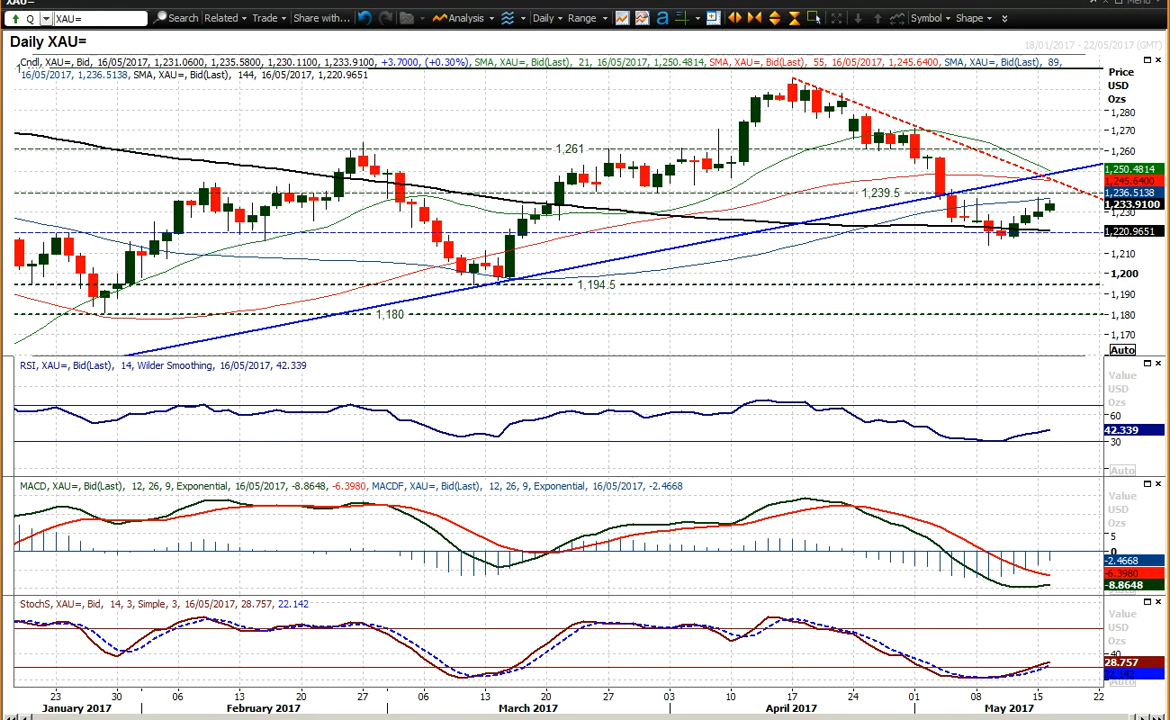 XAU=
Q XAU= Search Related Trade Share with... Analysis Daily Range Symbol Shape
Daily XAU=
18/01/2017 - 22/05/2017 (GMT)
Cndl, XAU=, Bid, 16/05/2017, 1,231.0600, 1,235.5800, 1,230.1100, 1,233.9100, +3.7000, (+0.30%), SMA, XAU=, Bid(Last), 21, 16/05/2017, 1,250.4814, SMA, XAU=, Bid(Last), 55, 16/05/2017, 1,245.6400, SMA, XAU=, Bid(Last), 89,
16/05/2017, 1,236.5138, SMA, XAU=, Bid(Last), 144, 16/05/2017, 1,220.9651
Price
USD
Ozs
1,280
1,270
1,261
1,260
1,250.4814
1,245.6400
1,239.5
1,236.5138
1,233.9100
1,230
1,220.9651
1,210
1,200
1,194.5
1,190
1,180
1,180
1,170
Auto
RSI, XAU=, Bid(Last), 14, Wilder Smoothing, 16/05/2017, 42.339
Value
USD
Ozs
60
42.339
30
Auto
MACD, XAU=, Bid(Last), 12, 26, 9, Exponential, 16/05/2017, -8.8648, -6.3980, MACDF, XAU=, Bid(Last), 12, 26, 9, Exponential, 16/05/2017, -2.4668
Value
USD
Ozs
5
0
-2.4668
-6.3980
-8.8648
StochS, XAU=, Bid, 14, 3, Simple, 3, 16/05/2017, 28.757, 22.142
Value
USD
Ozs
40
28.757
22.142
Auto
23 30 06 13 20 27 06 13 20 27 03 10 17 24 01 08 15 22
January 2017 February 2017 March 2017 April 2017 May 2017